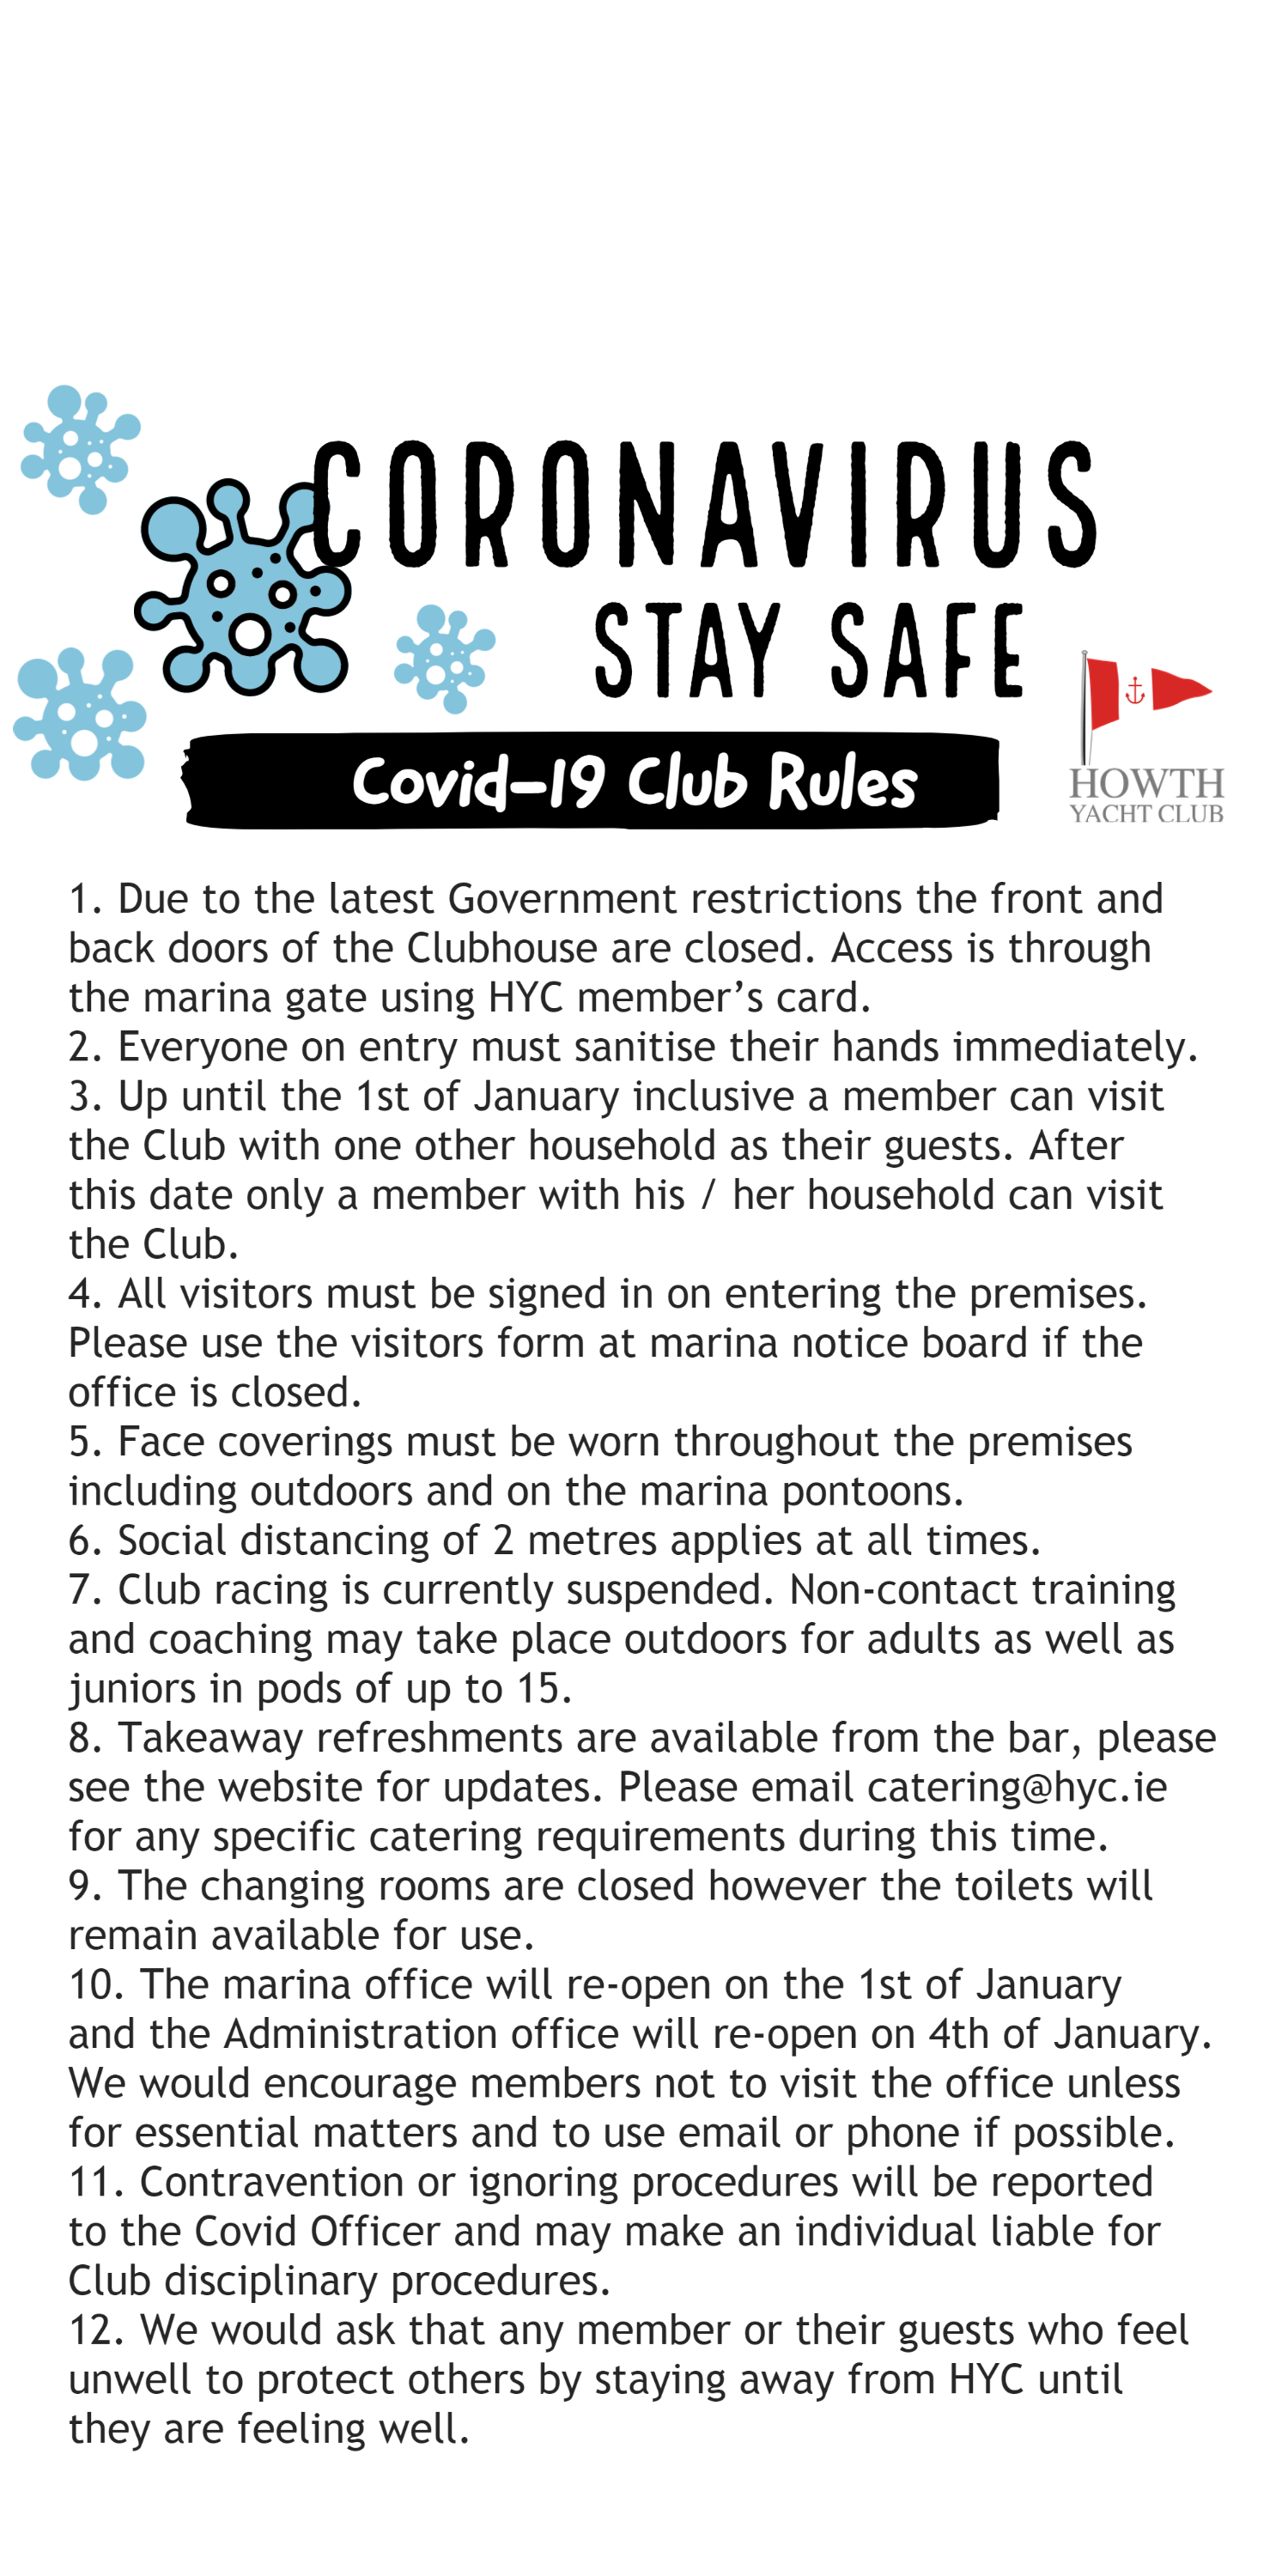 CORONAVIRUS
STAY SAFE
Covid-19 Club Rules
HOWTH
YACHT CLUB
1. Due to the latest Government restrictions the front and
back doors of the Clubhouse are closed. Access is through
the marina gate using HYC member’s card.
2. Everyone on entry must sanitise their hands immediately.
3. Up until the 1st of January inclusive a member can visit
the Club with one other household as their guests. After
this date only a member with his / her household can visit
the Club.
4. All visitors must be signed in on entering the premises.
Please use the visitors form at marina notice board if the
office is closed.
5. Face coverings must be worn throughout the premises
including outdoors and on the marina pontoons.
6. Social distancing of 2 metres applies at all times.
7. Club racing is currently suspended. Non-contact training
and coaching may take place outdoors for adults as well as
juniors in pods of up to 15.
8. Takeaway refreshments are available from the bar, please
see the website for updates. Please email catering@hyc.ie
for any specific catering requirements during this time.
9. The changing rooms are closed however the toilets will
remain available for use.
10. The marina office will re-open on the 1st of January
and the Administration office will re-open on 4th of January.
We would encourage members not to visit the office unless
for essential matters and to use email or phone if possible.
11. Contravention or ignoring procedures will be reported
to the Covid Officer and may make an individual liable for
Club disciplinary procedures.
12. We would ask that any member or their guests who feel
unwell to protect others by staying away from HYC until
they are feeling well.